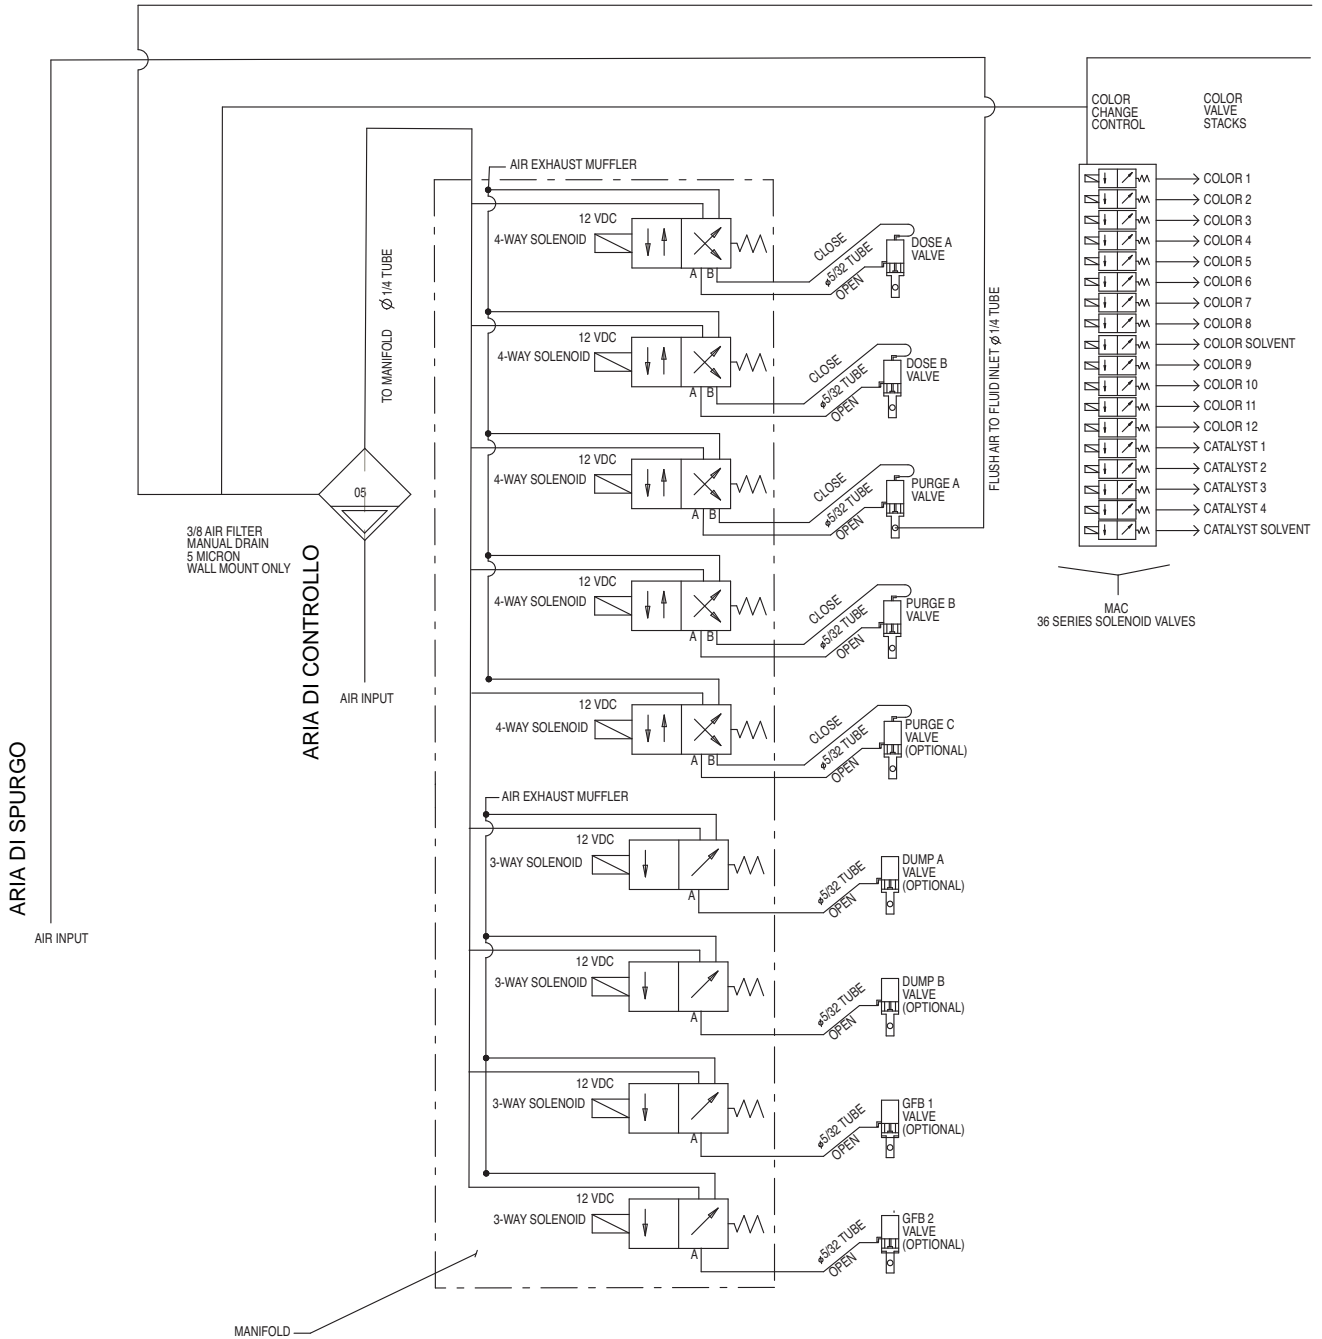 COLOR
CHANGE
CONTROL
COLOR
VALVE
STACKS
COLOR 1
COLOR 2
COLOR 3
COLOR 4
COLOR 5
COLOR 6
COLOR 7
COLOR 8
COLOR SOLVENT
COLOR 9
COLOR 10
COLOR 11
COLOR 12
CATALYST 1
CATALYST 2
CATALYST 3
CATALYST 4
CATALYST SOLVENT
MAC
36 SERIES SOLENOID VALVES
FLUSH AIR TO FLUID INLET Ø 1/4 TUBE
TO MANIFOLD Ø 1/4 TUBE
05
3/8 AIR FILTER
MANUAL DRAIN
5 MICRON
WALL MOUNT ONLY
ARIA DI CONTROLLO
AIR INPUT
ARIA DI SPURGO
AIR INPUT
AIR EXHAUST MUFFLER
12 VDC
4-WAY SOLENOID
A B
CLOSE
ø5/32 TUBE
OPEN
DOSE A
VALVE
12 VDC
4-WAY SOLENOID
A B
CLOSE
ø5/32 TUBE
OPEN
DOSE B
VALVE
12 VDC
4-WAY SOLENOID
A B
CLOSE
ø5/32 TUBE
OPEN
PURGE A
VALVE
12 VDC
4-WAY SOLENOID
A B
CLOSE
ø5/32 TUBE
OPEN
PURGE B
VALVE
12 VDC
4-WAY SOLENOID
A B
CLOSE
ø5/32 TUBE
OPEN
PURGE C
VALVE
(OPTIONAL)
AIR EXHAUST MUFFLER
12 VDC
3-WAY SOLENOID
A
ø5/32 TUBE
OPEN
DUMP A
VALVE
(OPTIONAL)
12 VDC
3-WAY SOLENOID
A
ø5/32 TUBE
OPEN
DUMP B
VALVE
(OPTIONAL)
12 VDC
3-WAY SOLENOID
A
ø5/32 TUBE
OPEN
GFB 1
VALVE
(OPTIONAL)
12 VDC
3-WAY SOLENOID
A
ø5/32 TUBE
OPEN
GFB 2
VALVE
(OPTIONAL)
MANIFOLD